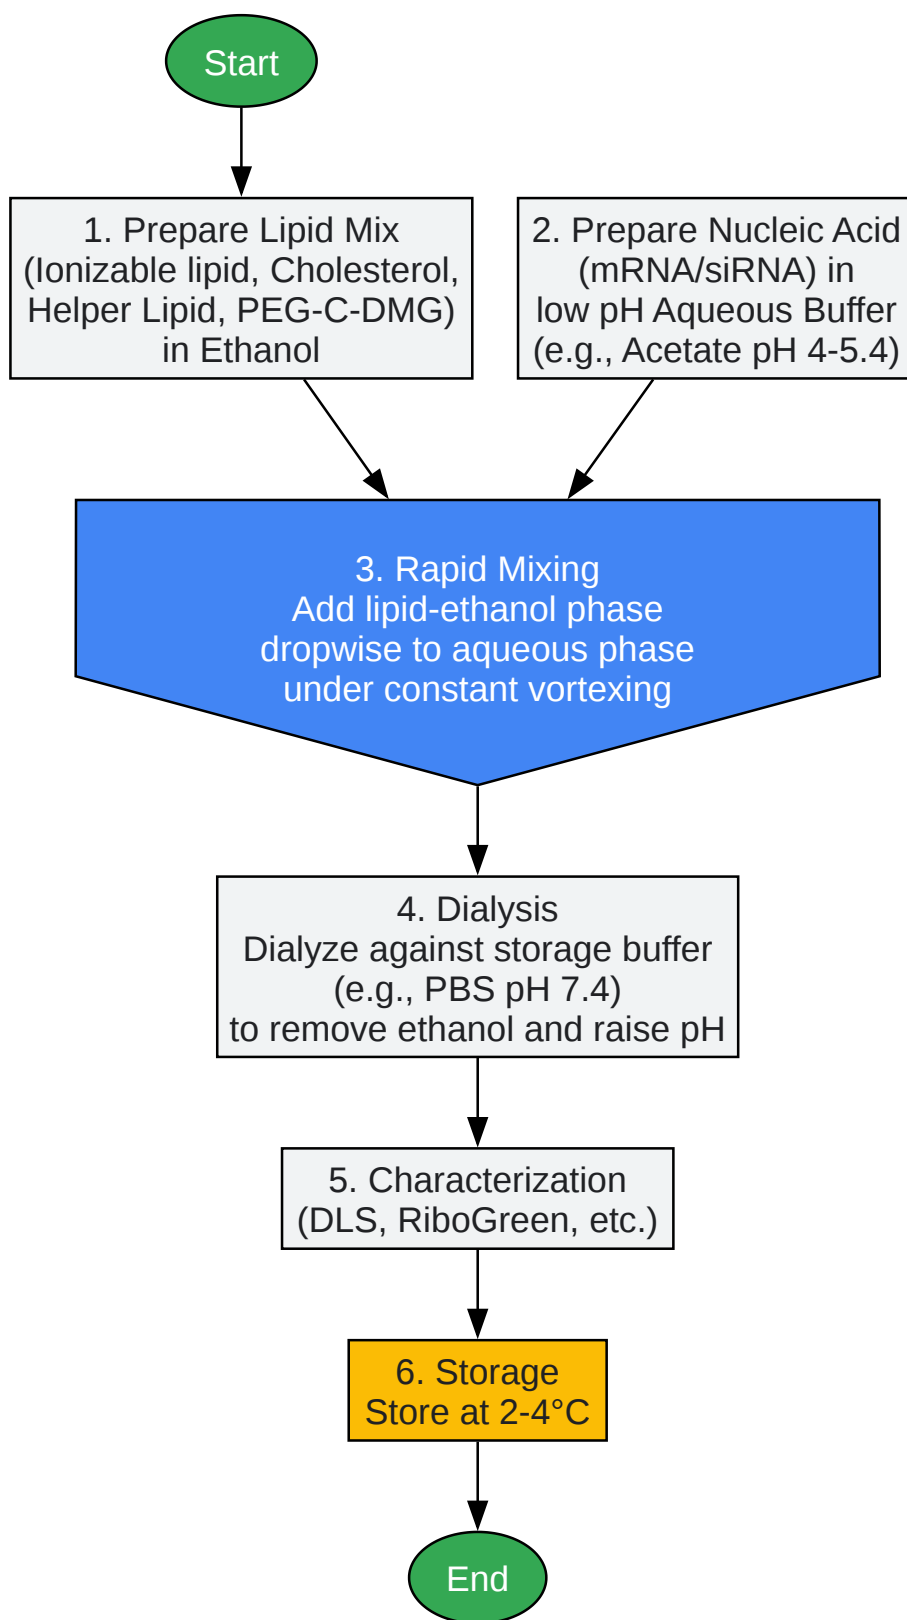 Start
1. Prepare Lipid Mix
(Ionizable lipid, Cholesterol,
Helper Lipid, PEG-C-DMG)
in Ethanol
2. Prepare Nucleic Acid
(mRNA/siRNA) in
low pH Aqueous Buffer
(e.g., Acetate pH 4-5.4)
3. Rapid Mixing
Add lipid-ethanol phase
dropwise to aqueous phase
under constant vortexing
4. Dialysis
Dialyze against storage buffer
(e.g., PBS pH 7.4)
to remove ethanol and raise pH
5. Characterization
(DLS, RiboGreen, etc.)
6. Storage
Store at 2-4°C
End